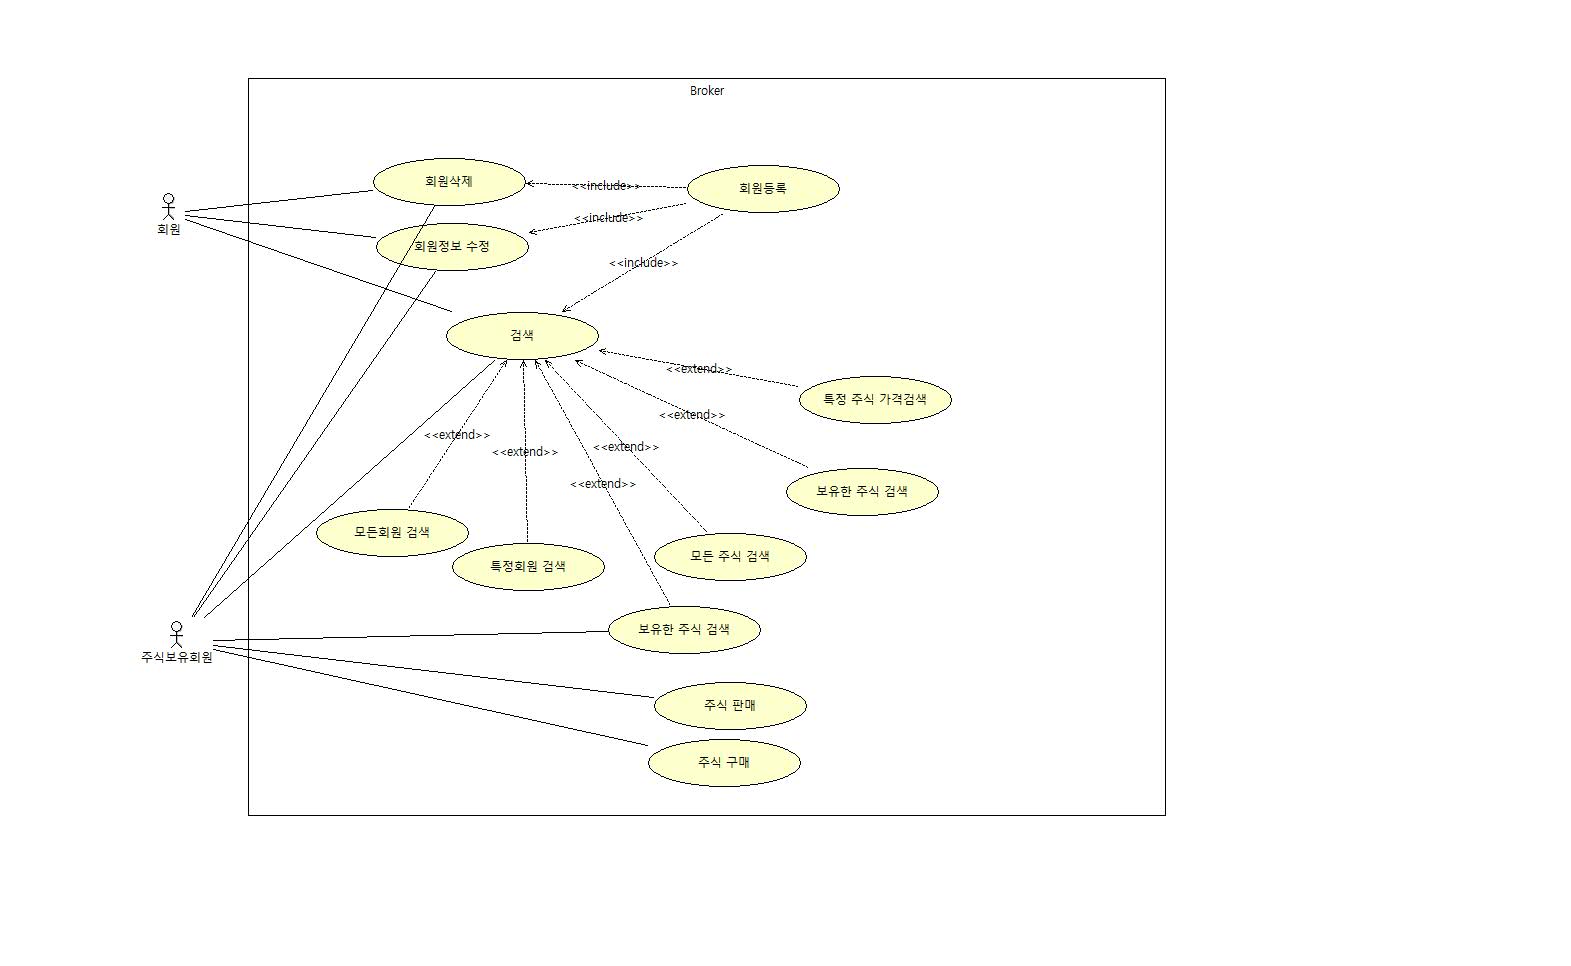 Broker
회원삭제
<<include>>
회원등록
회원
<<include>>
회원정보 수정
<<include>>
검색
<<extend>>
특정 주식 가격검색
<<extend>>
<<extend>>
<<extend>>
<<extend>>
<<extend>>
보유한 주식 검색
모든회원 검색
특정회원 검색
모든 주식 검색
보유한 주식 검색
주식보유회원
주식 판매
주식 구매